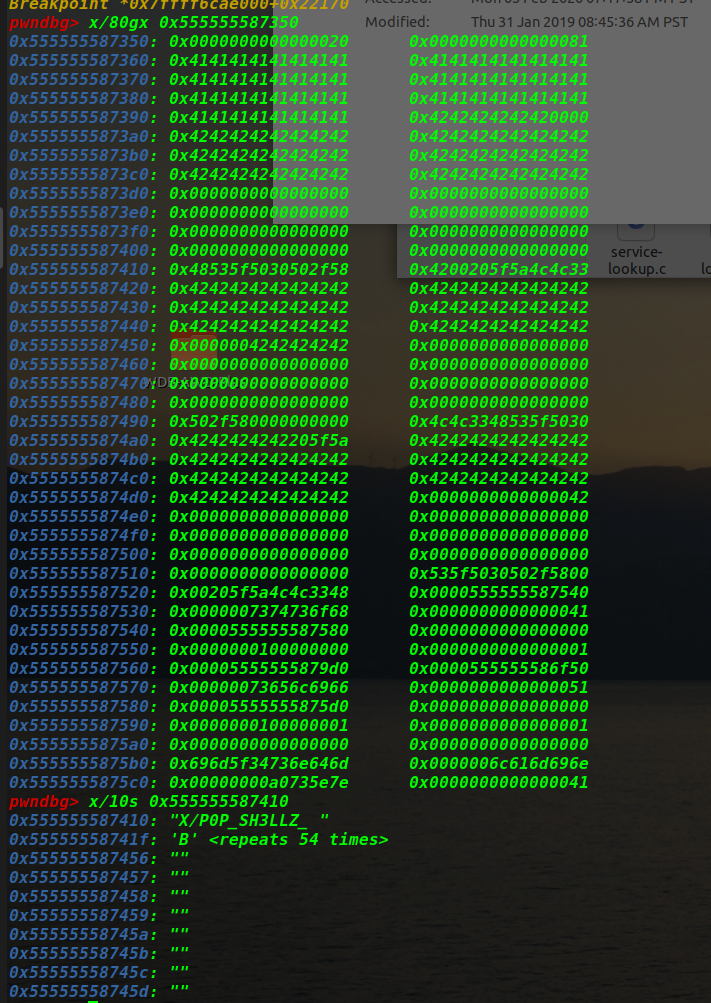 Breakpoint *0x7ffffbcae000+0x22170
pwndbg> x/80gx 0x555555587350
Modified: Thu 31 Jan 2019 08:45:36 AM PST
0x555555587350: 0x0000000000000020 0x0000000000000081
0x555555587360: 0x4141414141414141 0x4141414141414141
0x555555587370: 0x4141414141414141 0x4141414141414141
0x555555587380: 0x4141414141414141 0x4141414141414141
0x555555587390: 0x4141414141414141 0x4242424242420000
0x5555555873a0: 0x4242424242424242 0x4242424242424242
0x5555555873b0: 0x4242424242424242 0x4242424242424242
0x5555555873c0: 0x4242424242424242 0x4242424242424242
0x5555555873d0: 0x0000000000000000 0x0000000000000000
0x5555555873e0: 0x0000000000000000 0x0000000000000000
0x5555555873f0: 0x0000000000000000 0x0000000000000000
0x555555587400: 0x0000000000000000 0x0000000000000000
service-
lookup.c
0x555555587410: 0x48535f5030502f58 0x4200205f5a4c4c33
0x555555587420: 0x4242424242424242 0x4242424242424242
0x555555587430: 0x4242424242424242 0x4242424242424242
0x555555587440: 0x4242424242424242 0x4242424242424242
0x555555587450: 0x0000004242424242 0x0000000000000000
0x555555587460: 0x0000000000000000 0x0000000000000000
0x555555587470: 0x0000000000000000 0x0000000000000000
0x555555587480: 0x0000000000000000 0x0000000000000000
0x555555587490: 0x502f580000000000 0x4c4c3348535f5030
0x5555555874a0: 0x4242424242205f5a 0x4242424242424242
0x5555555874b0: 0x4242424242424242 0x4242424242424242
0x5555555874c0: 0x4242424242424242 0x4242424242424242
0x5555555874d0: 0x4242424242424242 0x0000000000000042
0x5555555874e0: 0x0000000000000000 0x0000000000000000
0x5555555874f0: 0x0000000000000000 0x0000000000000000
0x555555587500: 0x0000000000000000 0x0000000000000000
0x555555587510: 0x0000000000000000 0x535f5030502f5800
0x555555587520: 0x00205f5a4c4c3348 0x0000555555587540
0x555555587530: 0x0000007374736f68 0x0000000000000041
0x555555587540: 0x0000555555587580 0x0000000000000000
0x555555587550: 0x0000000100000000 0x0000000000000001
0x555555587560: 0x00005555555879d0 0x0000555555586f50
0x555555587570: 0x00000073656c6966 0x0000000000000051
0x555555587580: 0x00005555555875d0 0x0000000000000000
0x555555587590: 0x0000000100000001 0x0000000000000001
0x5555555875a0: 0x0000000000000000 0x0000000000000000
0x5555555875b0: 0x696d5f34736e646d 0x0000006c616d696e
0x5555555875c0: 0x00000000a0735e7e 0x0000000000000041
pwndbg> x/10s 0x555555587410
0x555555587410: "X/P0P_SH3LLZ_ "
0x55555558741f: 'B' <repeats 54 times>
0x555555587456: ""
0x555555587457: ""
0x555555587458: ""
0x555555587459: ""
0x55555558745a: ""
0x55555558745b: ""
0x55555558745c: ""
0x55555558745d: ""